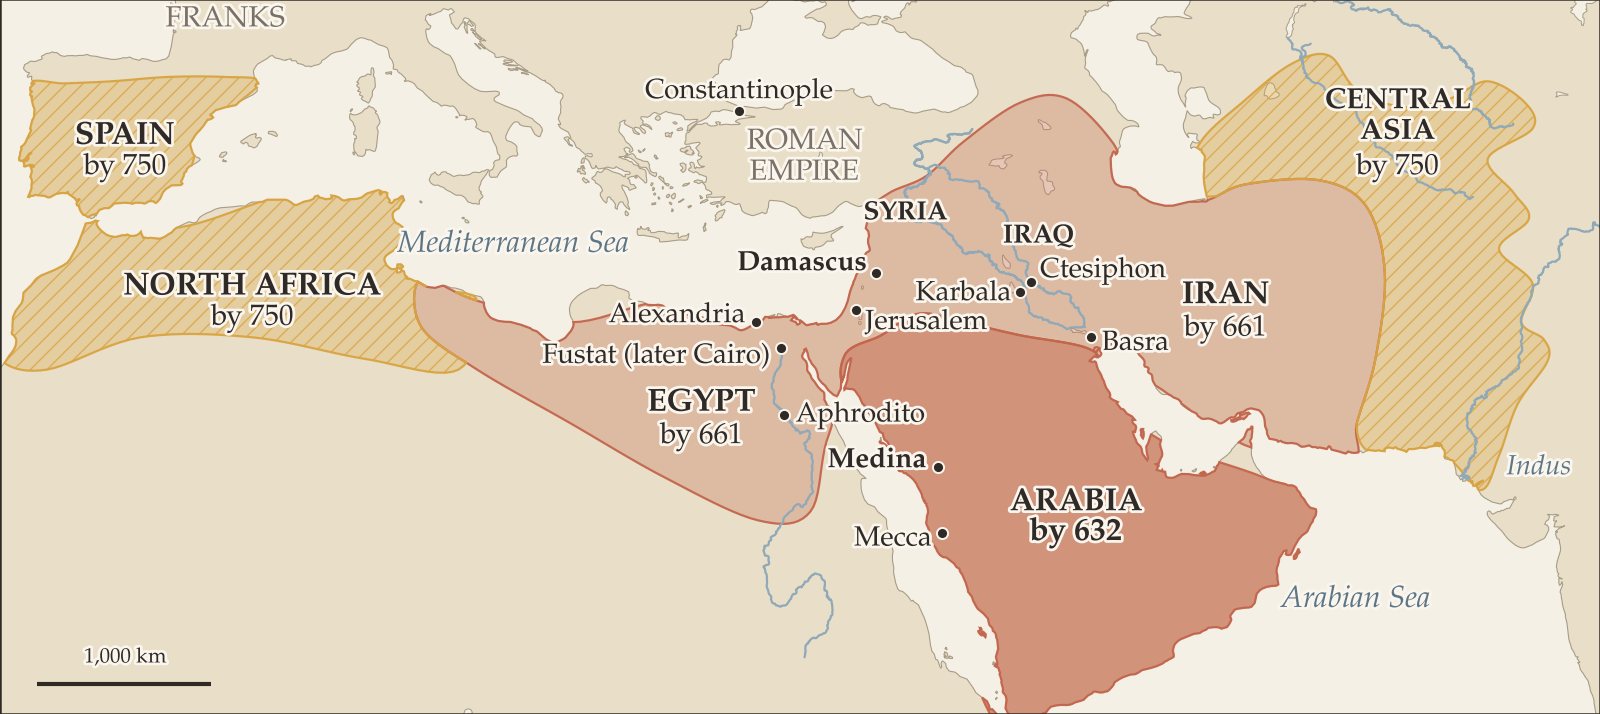 FRANKS
Constantinople
ROMAN
EMPIRE
SPAIN
by 750
CENTRAL
ASIA
by 750
SYRIA
IRAQ
Mediterranean Sea
Damascus
Ctesiphon
NORTH AFRICA
by 750
Karbala
IRAN
by 661
Alexandria
Jerusalem
Basra
Fustat (later Cairo)
EGYPT
by 661
Aphrodito
Medina
Indus
ARABIA
by 632
Mecca
Arabian Sea
1,000 km